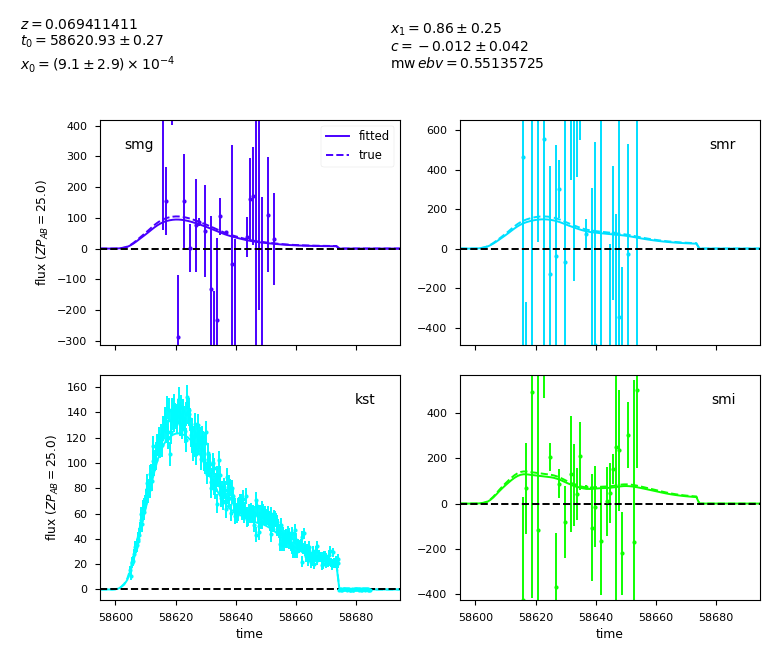 z = 0.069411411
t₀ = 58620.93 ± 0.27
x₀ = (9.1 ± 2.9) × 10⁻⁴
x₁ = 0.86 ± 0.25
c = −0.012 ± 0.042
mw ebv = 0.55135725
smg
fitted
true
flux (ZP_AB = 25.0)
400
300
200
100
0
−100
−200
−300
smr
600
400
200
0
−200
−400
kst
flux (ZP_AB = 25.0)
160
140
120
100
80
60
40
20
0
58600 58620 58640 58660 58680
time
smi
400
200
0
−200
−400
58600 58620 58640 58660 58680
time